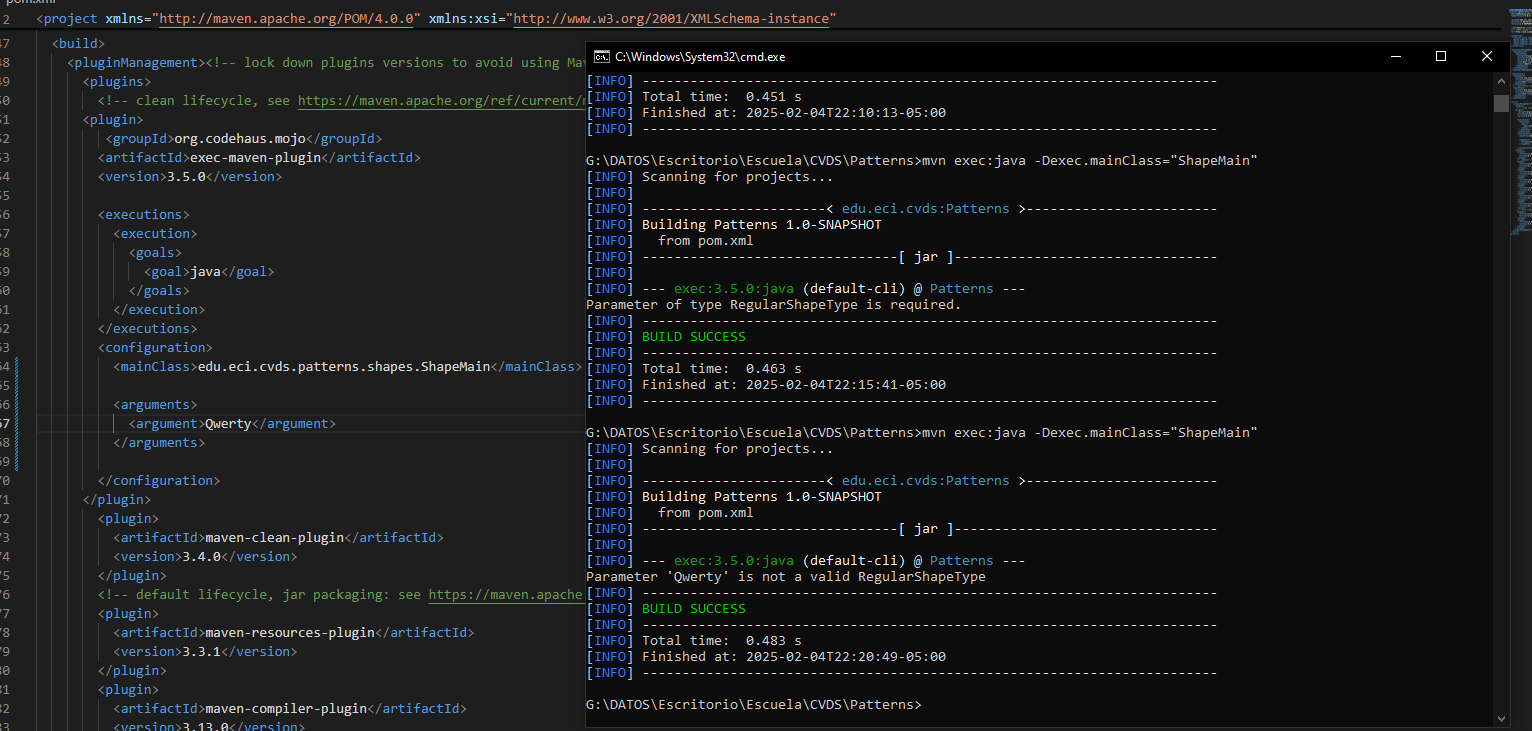 pom.xml
2 <project xmlns="http://maven.apache.org/POM/4.0.0" xmlns:xsi="http://www.w3.org/2001/XMLSchema-instance"
47 <build>
48 <pluginManagement><!-- lock down plugins versions to avoid using Mav
49 <plugins>
50 <!-- clean lifecycle, see https://maven.apache.org/ref/current/m
51 <plugin>
52 <groupId>org.codehaus.mojo</groupId>
53 <artifactId>exec-maven-plugin</artifactId>
54 <version>3.5.0</version>
55
56 <executions>
57 <execution>
58 <goals>
59 <goal>java</goal>
60 </goals>
61 </execution>
62 </executions>
63 <configuration>
64 <mainClass>edu.eci.cvds.patterns.shapes.ShapeMain</mainClass>
65
66 <arguments>
67 <argument>Qwerty</argument>
68 </arguments>
69
70 </configuration>
71 </plugin>
72 <plugin>
73 <artifactId>maven-clean-plugin</artifactId>
74 <version>3.4.0</version>
75 </plugin>
76 <!-- default lifecycle, jar packaging: see https://maven.apache
77 <plugin>
78 <artifactId>maven-resources-plugin</artifactId>
79 <version>3.3.1</version>
80 </plugin>
81 <plugin>
82 <artifactId>maven-compiler-plugin</artifactId>
83 <version>3.13.0</version>
C:\Windows\System32\cmd.exe
[INFO] ------------------------------------------------------------------------
[INFO] Total time:  0.451 s
[INFO] Finished at: 2025-02-04T22:10:13-05:00
[INFO] ------------------------------------------------------------------------
G:\DATOS\Escritorio\Escuela\CVDS\Patterns>mvn exec:java -Dexec.mainClass="ShapeMain"
[INFO] Scanning for projects...
[INFO]
[INFO] -----------------------< edu.eci.cvds:Patterns >------------------------
[INFO] Building Patterns 1.0-SNAPSHOT
[INFO]   from pom.xml
[INFO] --------------------------------[ jar ]---------------------------------
[INFO]
[INFO] --- exec:3.5.0:java (default-cli) @ Patterns ---
Parameter of type RegularShapeType is required.
[INFO] ------------------------------------------------------------------------
[INFO] BUILD SUCCESS
[INFO] ------------------------------------------------------------------------
[INFO] Total time:  0.463 s
[INFO] Finished at: 2025-02-04T22:15:41-05:00
[INFO] ------------------------------------------------------------------------
G:\DATOS\Escritorio\Escuela\CVDS\Patterns>mvn exec:java -Dexec.mainClass="ShapeMain"
[INFO] Scanning for projects...
[INFO]
[INFO] -----------------------< edu.eci.cvds:Patterns >------------------------
[INFO] Building Patterns 1.0-SNAPSHOT
[INFO]   from pom.xml
[INFO] --------------------------------[ jar ]---------------------------------
[INFO]
[INFO] --- exec:3.5.0:java (default-cli) @ Patterns ---
Parameter 'Qwerty' is not a valid RegularShapeType
[INFO] ------------------------------------------------------------------------
[INFO] BUILD SUCCESS
[INFO] ------------------------------------------------------------------------
[INFO] Total time:  0.483 s
[INFO] Finished at: 2025-02-04T22:20:49-05:00
[INFO] ------------------------------------------------------------------------
G:\DATOS\Escritorio\Escuela\CVDS\Patterns>